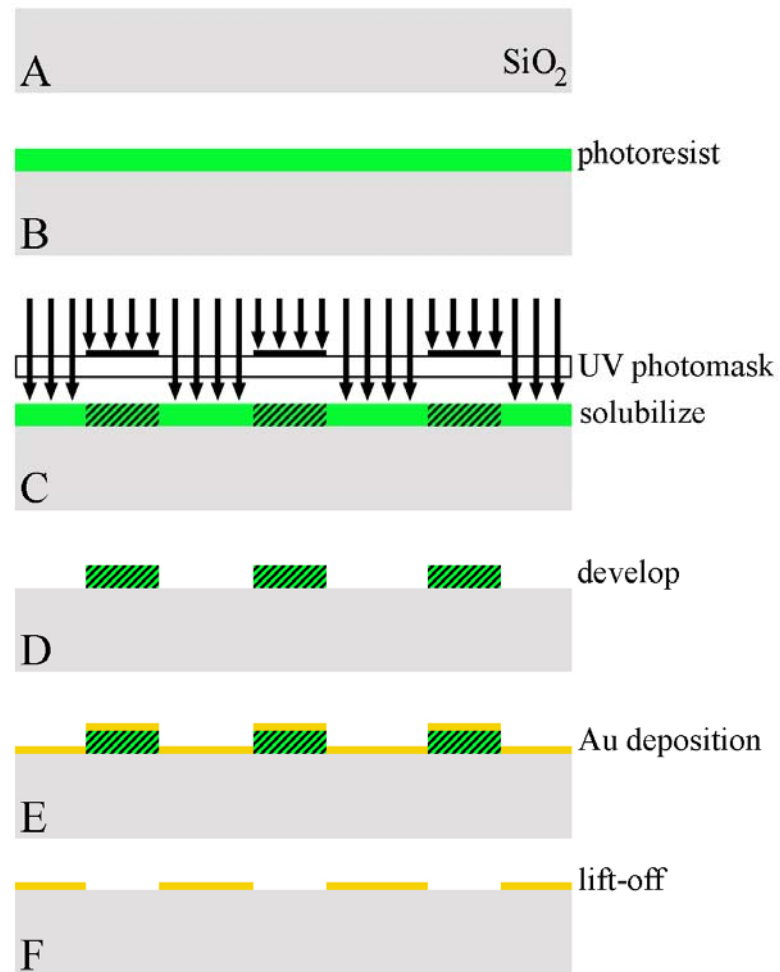 A
SiO₂
photoresist
B
UV photomask
solubilize
C
develop
D
Au deposition
E
lift-off
F